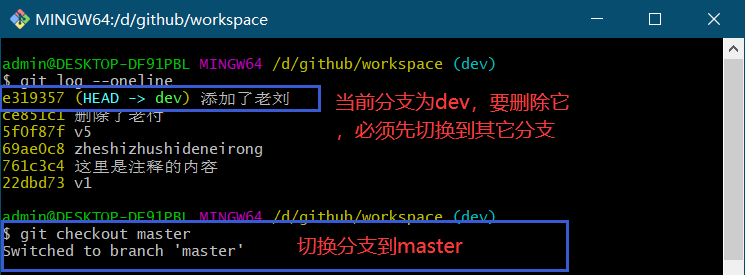 MINGW64:/d/github/workspace
admin@DESKTOP-DF91PBL MINGW64 /d/github/workspace (dev)
$ git log --oneline
e319357 (HEAD -> dev) 添加了老刘
当前分支为dev，要删除它
，必须先切换到其它分支
ce851c1 删除了老付
5f0f87f v5
69ae0c8 zheshizhushideneirong
761c3c4 这里是注释的内容
22dbd73 v1
admin@DESKTOP-DF91PBL MINGW64 /d/github/workspace (dev)
$ git checkout master
Switched to branch 'master'
切换分支到master